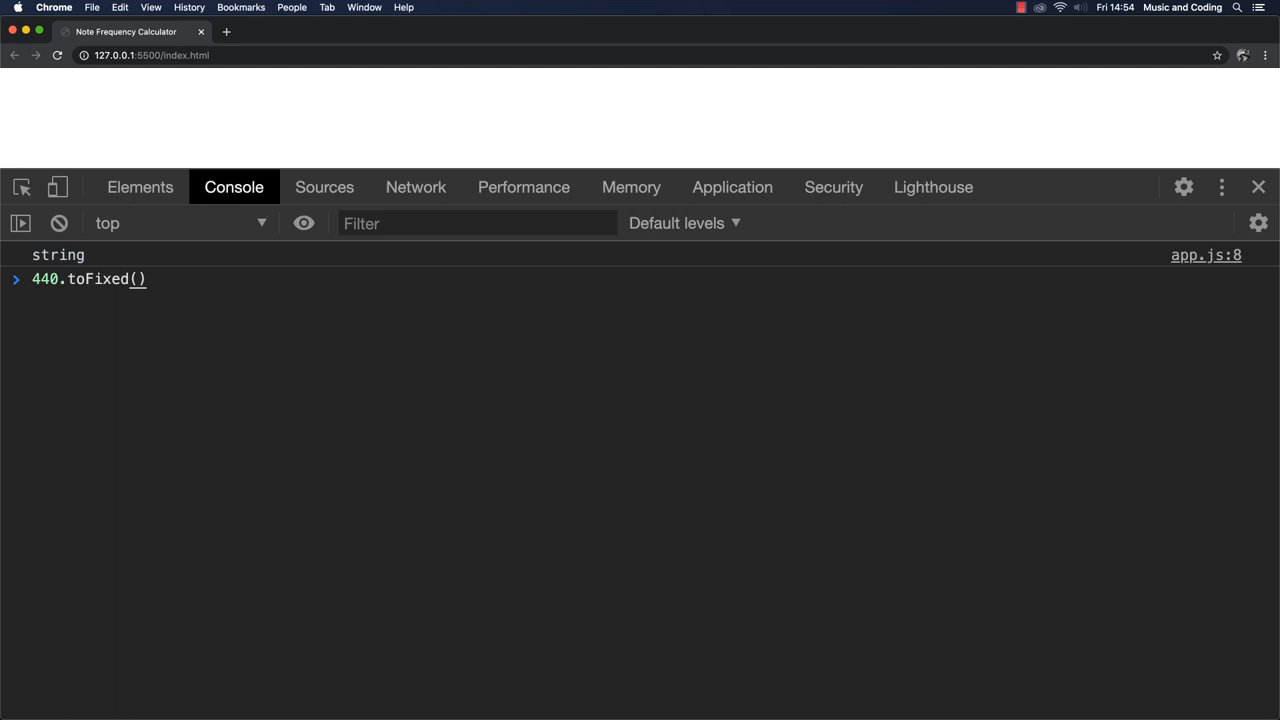 Chrome File Edit View History Bookmarks People Tab Window Help Fri 14:54 Music and Coding
Note Frequency Calculator
127.0.0.1:5500/index.html
Elements Console Sources Network Performance Memory Application Security Lighthouse
top Filter Default levels
string app.js:8
440.toFixed()